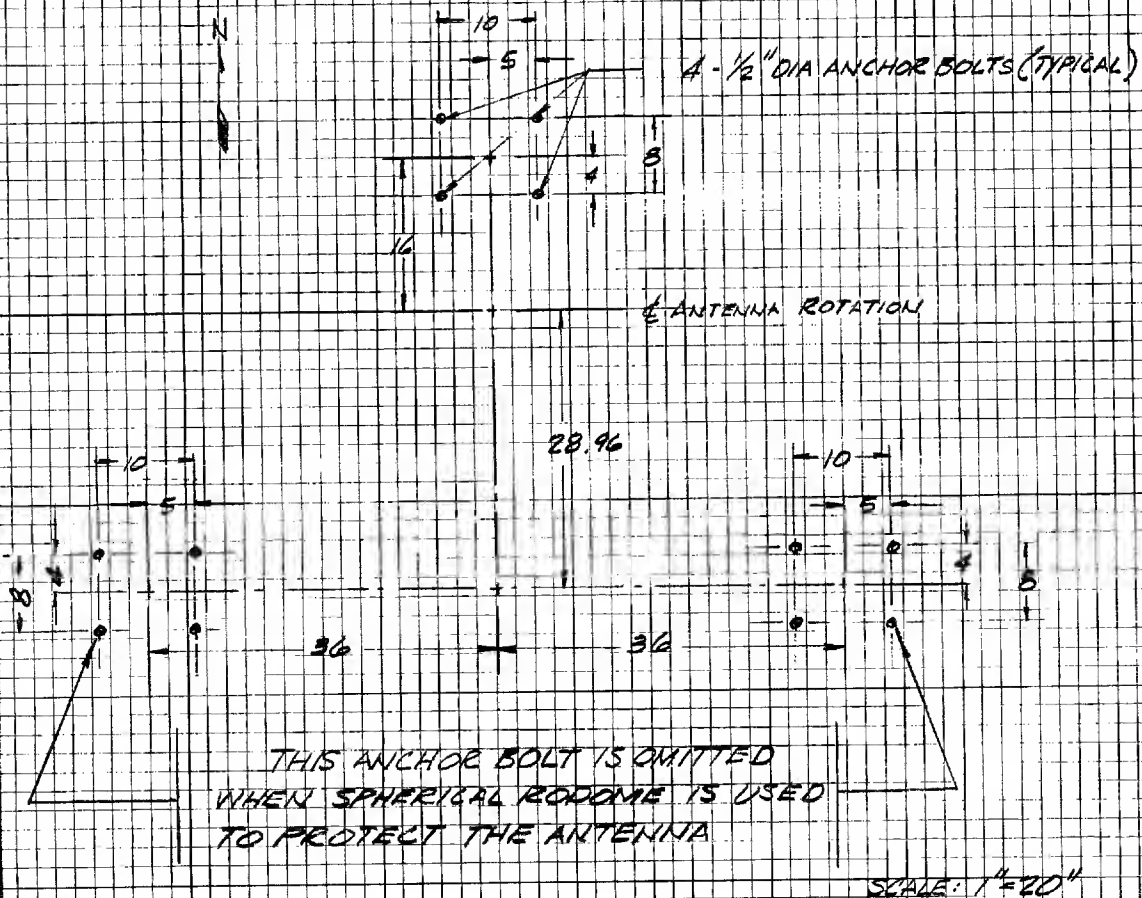 N
10
5
4 - 1/2" DIA ANCHOR BOLTS (TYPICAL)
8
4
16
℄ ANTENNA ROTATION
28.96
10
5
10
5
8
4
4
8
36
36
THIS ANCHOR BOLT IS OMITTED
WHEN SPHERICAL RODOME IS USED
TO PROTECT THE ANTENNA
SCALE: 1"=20"